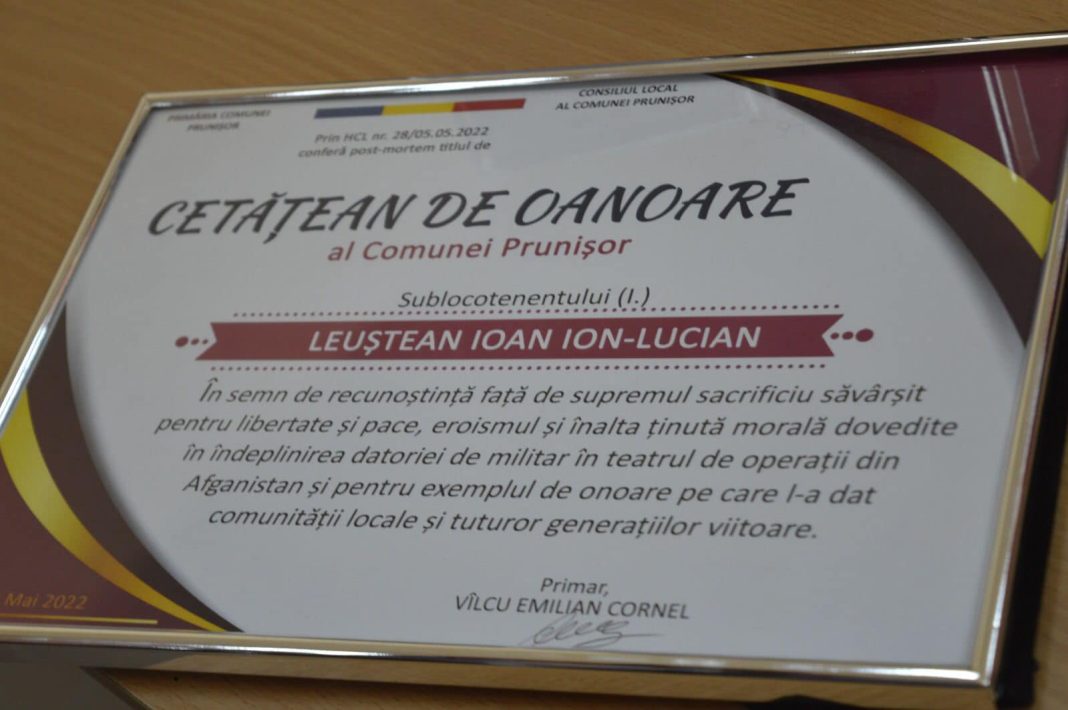 PRIMĂRIA COMUNEI
PRUNIȘOR
CONSILIUL LOCAL
AL COMUNEI PRUNIȘOR
Prin HCL nr. 28/05.05.2022
conferă post-mortem titlul de
CETĂȚEAN DE OANOARE
al Comunei Prunișor
Sublocotenentului (I.)
LEUȘTEAN IOAN ION-LUCIAN
În semn de recunoștință față de supremul sacrificiu săvârșit
pentru libertate și pace, eroismul și înalta ținută morală dovedite
în îndeplinirea datoriei de militar în teatrul de operații din
Afganistan și pentru exemplul de onoare pe care l-a dat
comunității locale și tuturor generațiilor viitoare.
Primar,
VÎLCU EMILIAN CORNEL
Mai 2022